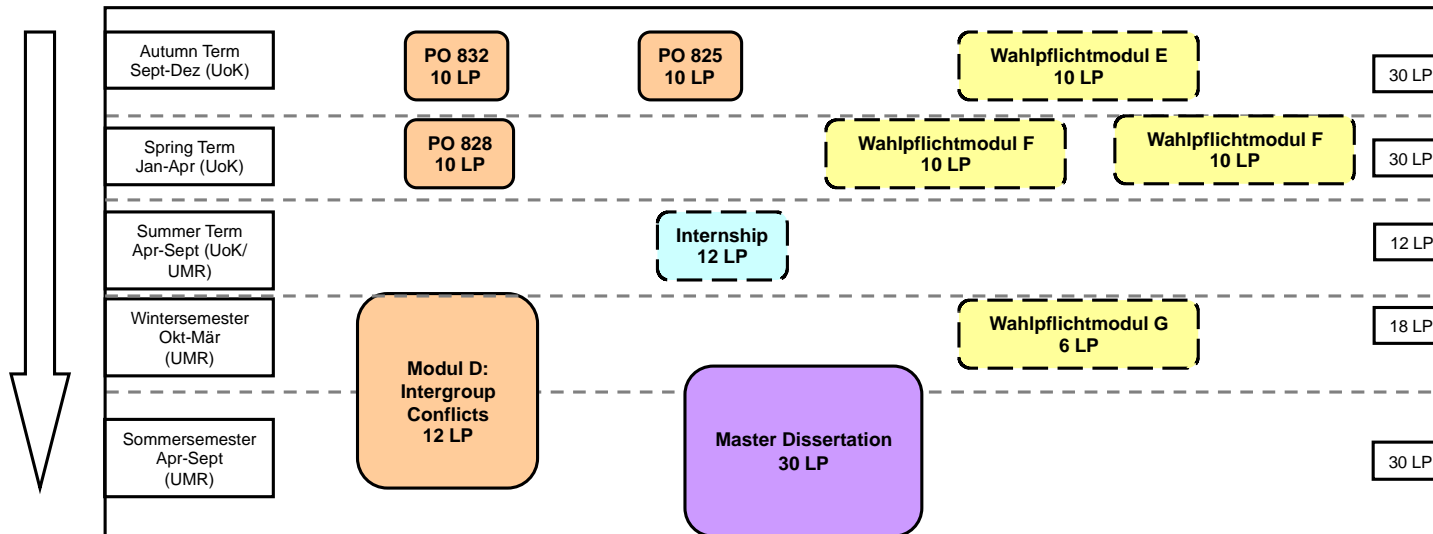 Autumn Term
Sept-Dez (UoK)
PO 832
10 LP
PO 825
10 LP
Wahlpflichtmodul E
10 LP
30 LP
Spring Term
Jan-Apr (UoK)
PO 828
10 LP
Wahlpflichtmodul F
10 LP
Wahlpflichtmodul F
10 LP
30 LP
Summer Term
Apr-Sept (UoK/
UMR)
Internship
12 LP
12 LP
Wintersemester
Okt-Mär
(UMR)
Modul D:
Intergroup
Conflicts
12 LP
Wahlpflichtmodul G
6 LP
18 LP
Sommersemester
Apr-Sept
(UMR)
Master Dissertation
30 LP
30 LP